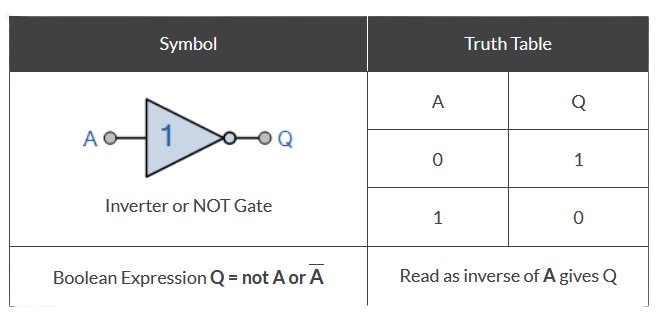 Symbol
Truth Table
A 1 Q
Inverter or NOT Gate
A Q
0 1
1 0
Boolean Expression Q = not A or A̅
Read as inverse of A gives Q